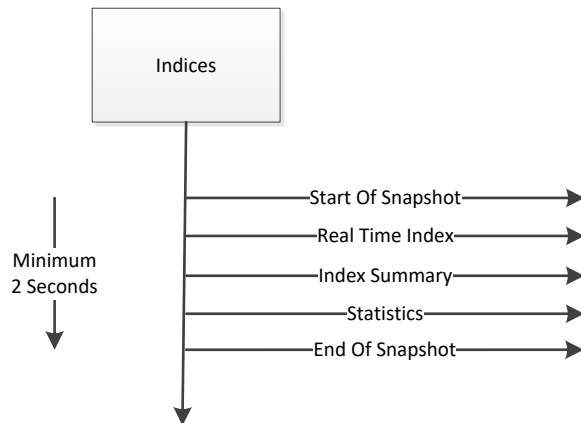 Indices
Start Of Snapshot
Real Time Index
Minimum
2 Seconds
Index Summary
Statistics
End Of Snapshot